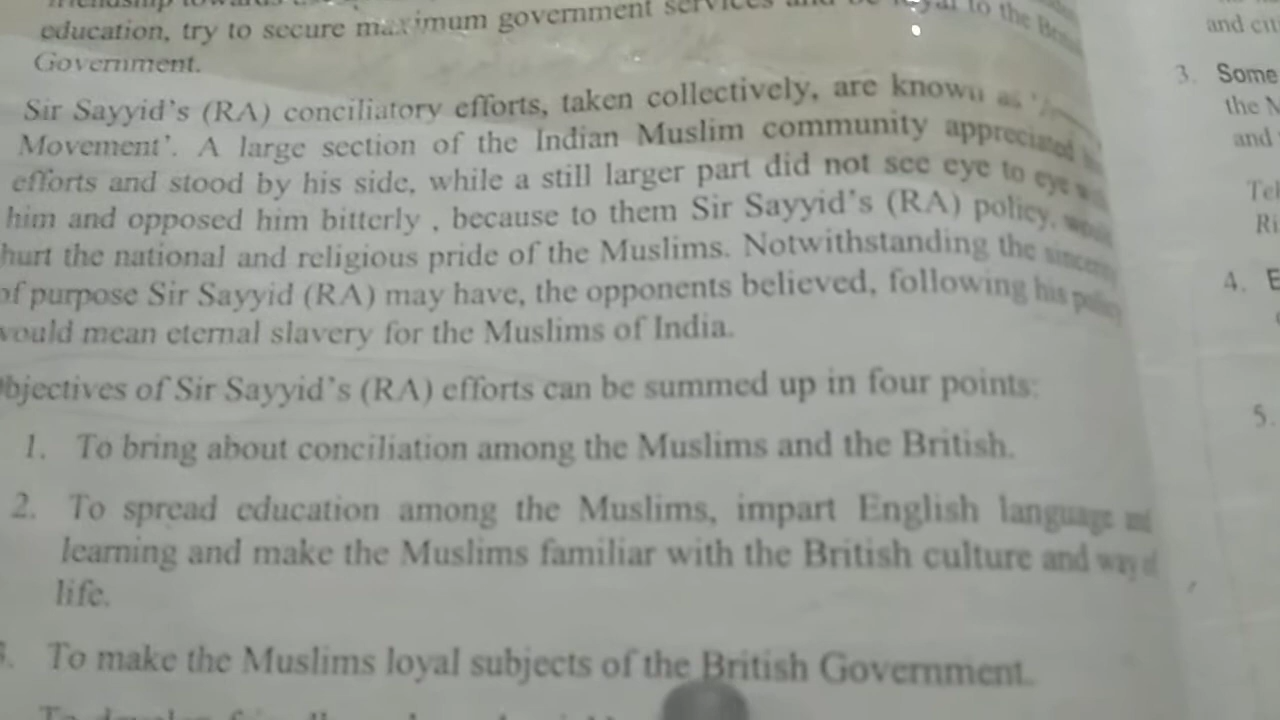 education, try to secure maximum government services and be loyal to the British
Government.
Sir Sayyid's (RA) conciliatory efforts, taken collectively, are known as
Movement'. A large section of the Indian Muslim community appreciated his
efforts and stood by his side, while a still larger part did not see eye to eye with
him and opposed him bitterly , because to them Sir Sayyid's (RA) policy, would
hurt the national and religious pride of the Muslims. Notwithstanding the sincerity
of purpose Sir Sayyid (RA) may have, the opponents believed, following his policy
would mean eternal slavery for the Muslims of India.
bjectives of Sir Sayyid's (RA) efforts can be summed up in four points:
1. To bring about conciliation among the Muslims and the British.
2. To spread education among the Muslims, impart English language and
learning and make the Muslims familiar with the British culture and way of
life.
3. To make the Muslims loyal subjects of the British Government.
and
3. Some
the
and
4.
5.